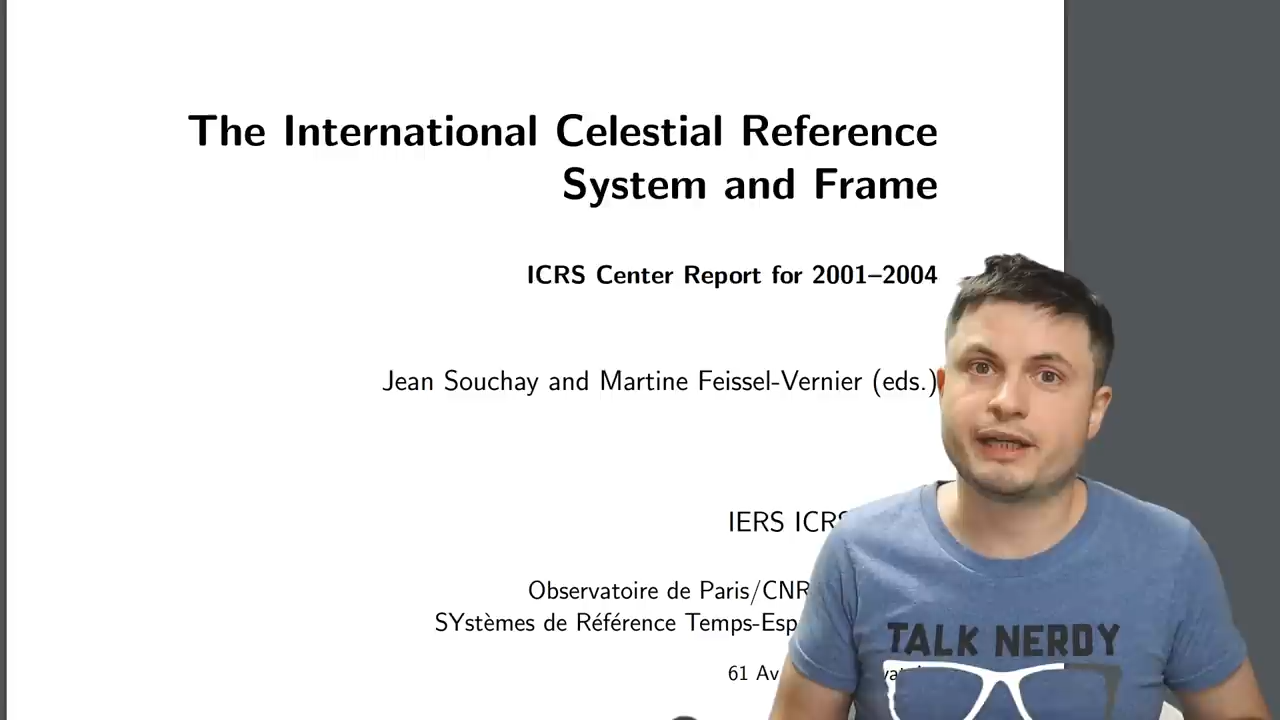 The International Celestial Reference
System and Frame
ICRS Center Report for 2001–2004
Jean Souchay and Martine Feissel-Vernier (eds.)
IERS ICRS
Observatoire de Paris/CNR
SYstèmes de Référence Temps-Esp
61 Av
TALK NERDY